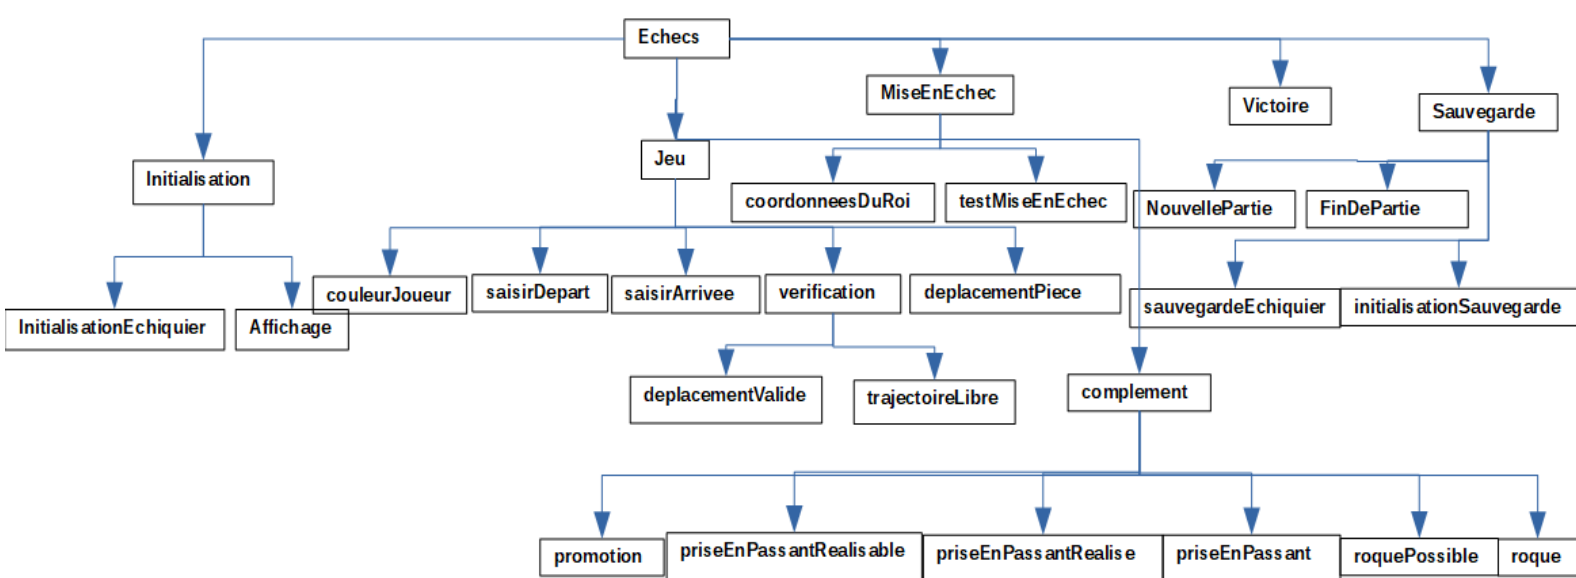 Echecs
MiseEnEchec
Victoire
Sauvegarde
Jeu
Initialisation
coordonneesDuRoi
testMiseEnEchec
NouvellePartie
FinDePartie
couleurJoueur
saisirDepart
saisirArrivee
verification
deplacementPiece
sauvegardeEchiquier
initialisationSauvegarde
InitialisationEchiquier
Affichage
deplacementValide
trajectoireLibre
complement
promotion
priseEnPassantRealisable
priseEnPassantRealise
priseEnPassant
roquePossible
roque